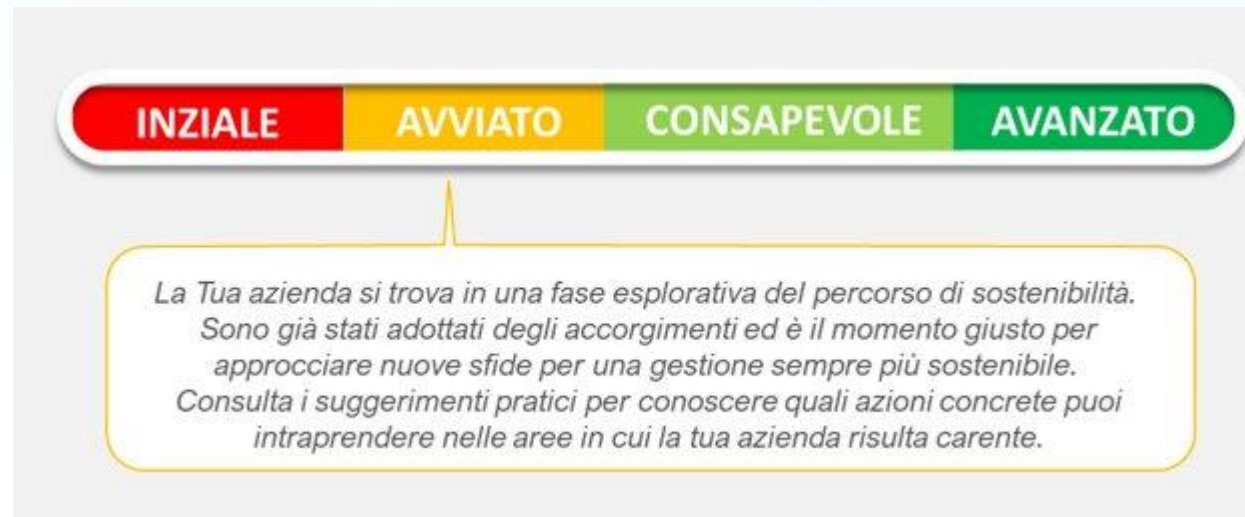 INZIALE AVVIATO CONSAPEVOLE AVANZATO
La Tua azienda si trova in una fase esplorativa del percorso di sostenibilità.
Sono già stati adottati degli accorgimenti ed è il momento giusto per
approcciare nuove sfide per una gestione sempre più sostenibile.
Consulta i suggerimenti pratici per conoscere quali azioni concrete puoi
intraprendere nelle aree in cui la tua azienda risulta carente.